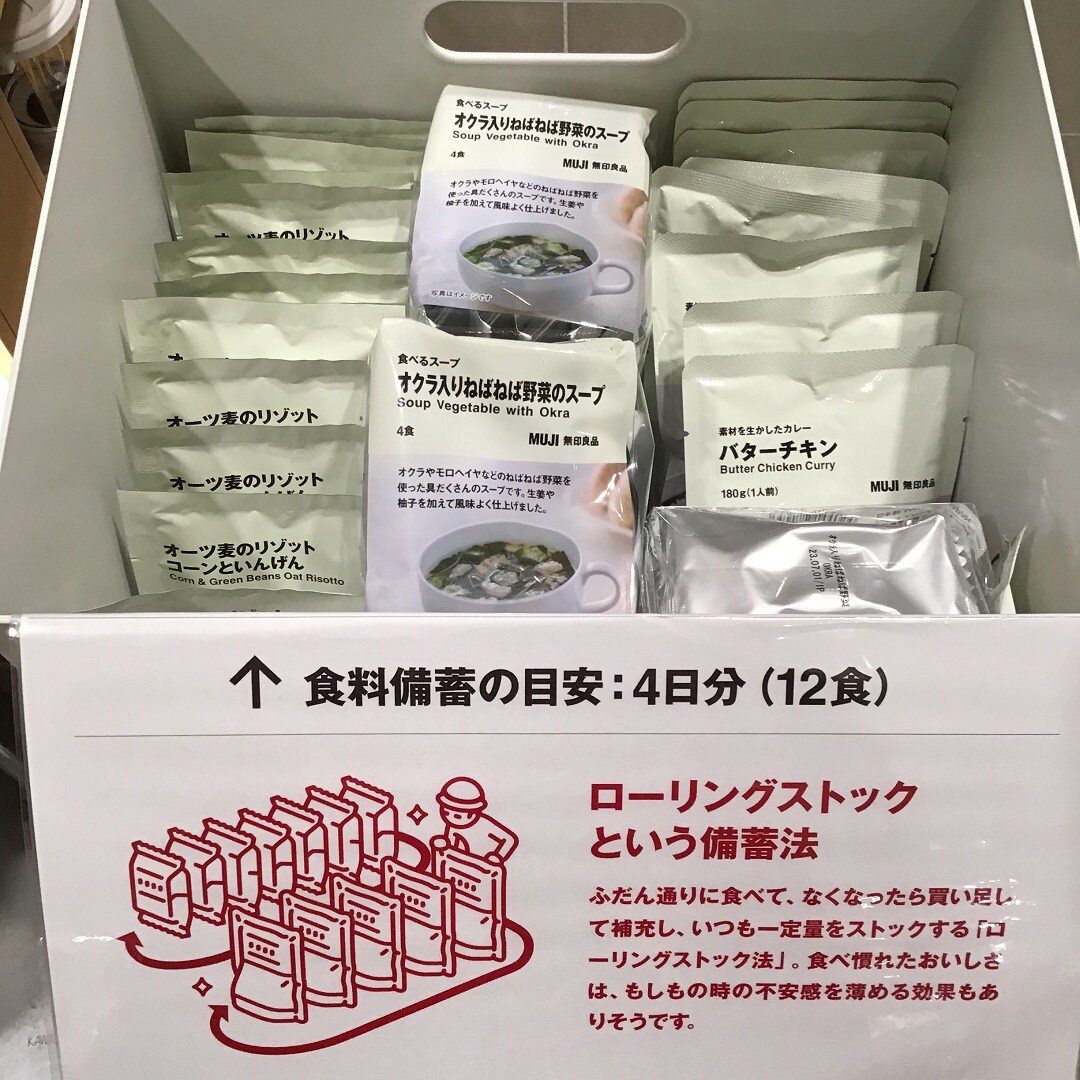 食べるスープ
オクラ入りねばねば野菜のスープ
Soup Vegetable with Okra
4食
MUJI 無印良品
オクラやモロヘイヤなどのねばねば野菜を
使った具だくさんのスープです。生姜や
柚子を加えて風味よく仕上げました。
写真はイメージです
オーツ麦のリゾット
食べるスープ
オクラ入りねばねば野菜のスープ
Soup Vegetable with Okra
4食
MUJI 無印良品
オクラやモロヘイヤなどのねばねば野菜を
使った具だくさんのスープです。生姜や
柚子を加えて風味よく仕上げました。
オーツ麦のリゾット
オーツ麦のリゾット
オーツ麦のリゾット
コーンといんげん
Corn & Green Beans Oat Risotto
素材を生かしたカレー
バターチキン
Butter Chicken Curry
180g(1人前)
MUJI 無印良品
オクラ入りねばねば野菜
OKRA
23.07.01/1P
↑ 食料備蓄の目安：4日分（12食）
ローリングストック
という備蓄法
ふだん通りに食べて、なくなったら買い足し
て補充し、いつも一定量をストックする「ロ
ーリングストック法」。食べ慣れたおいしさ
は、もしもの時の不安感を薄める効果もあ
りそうです。